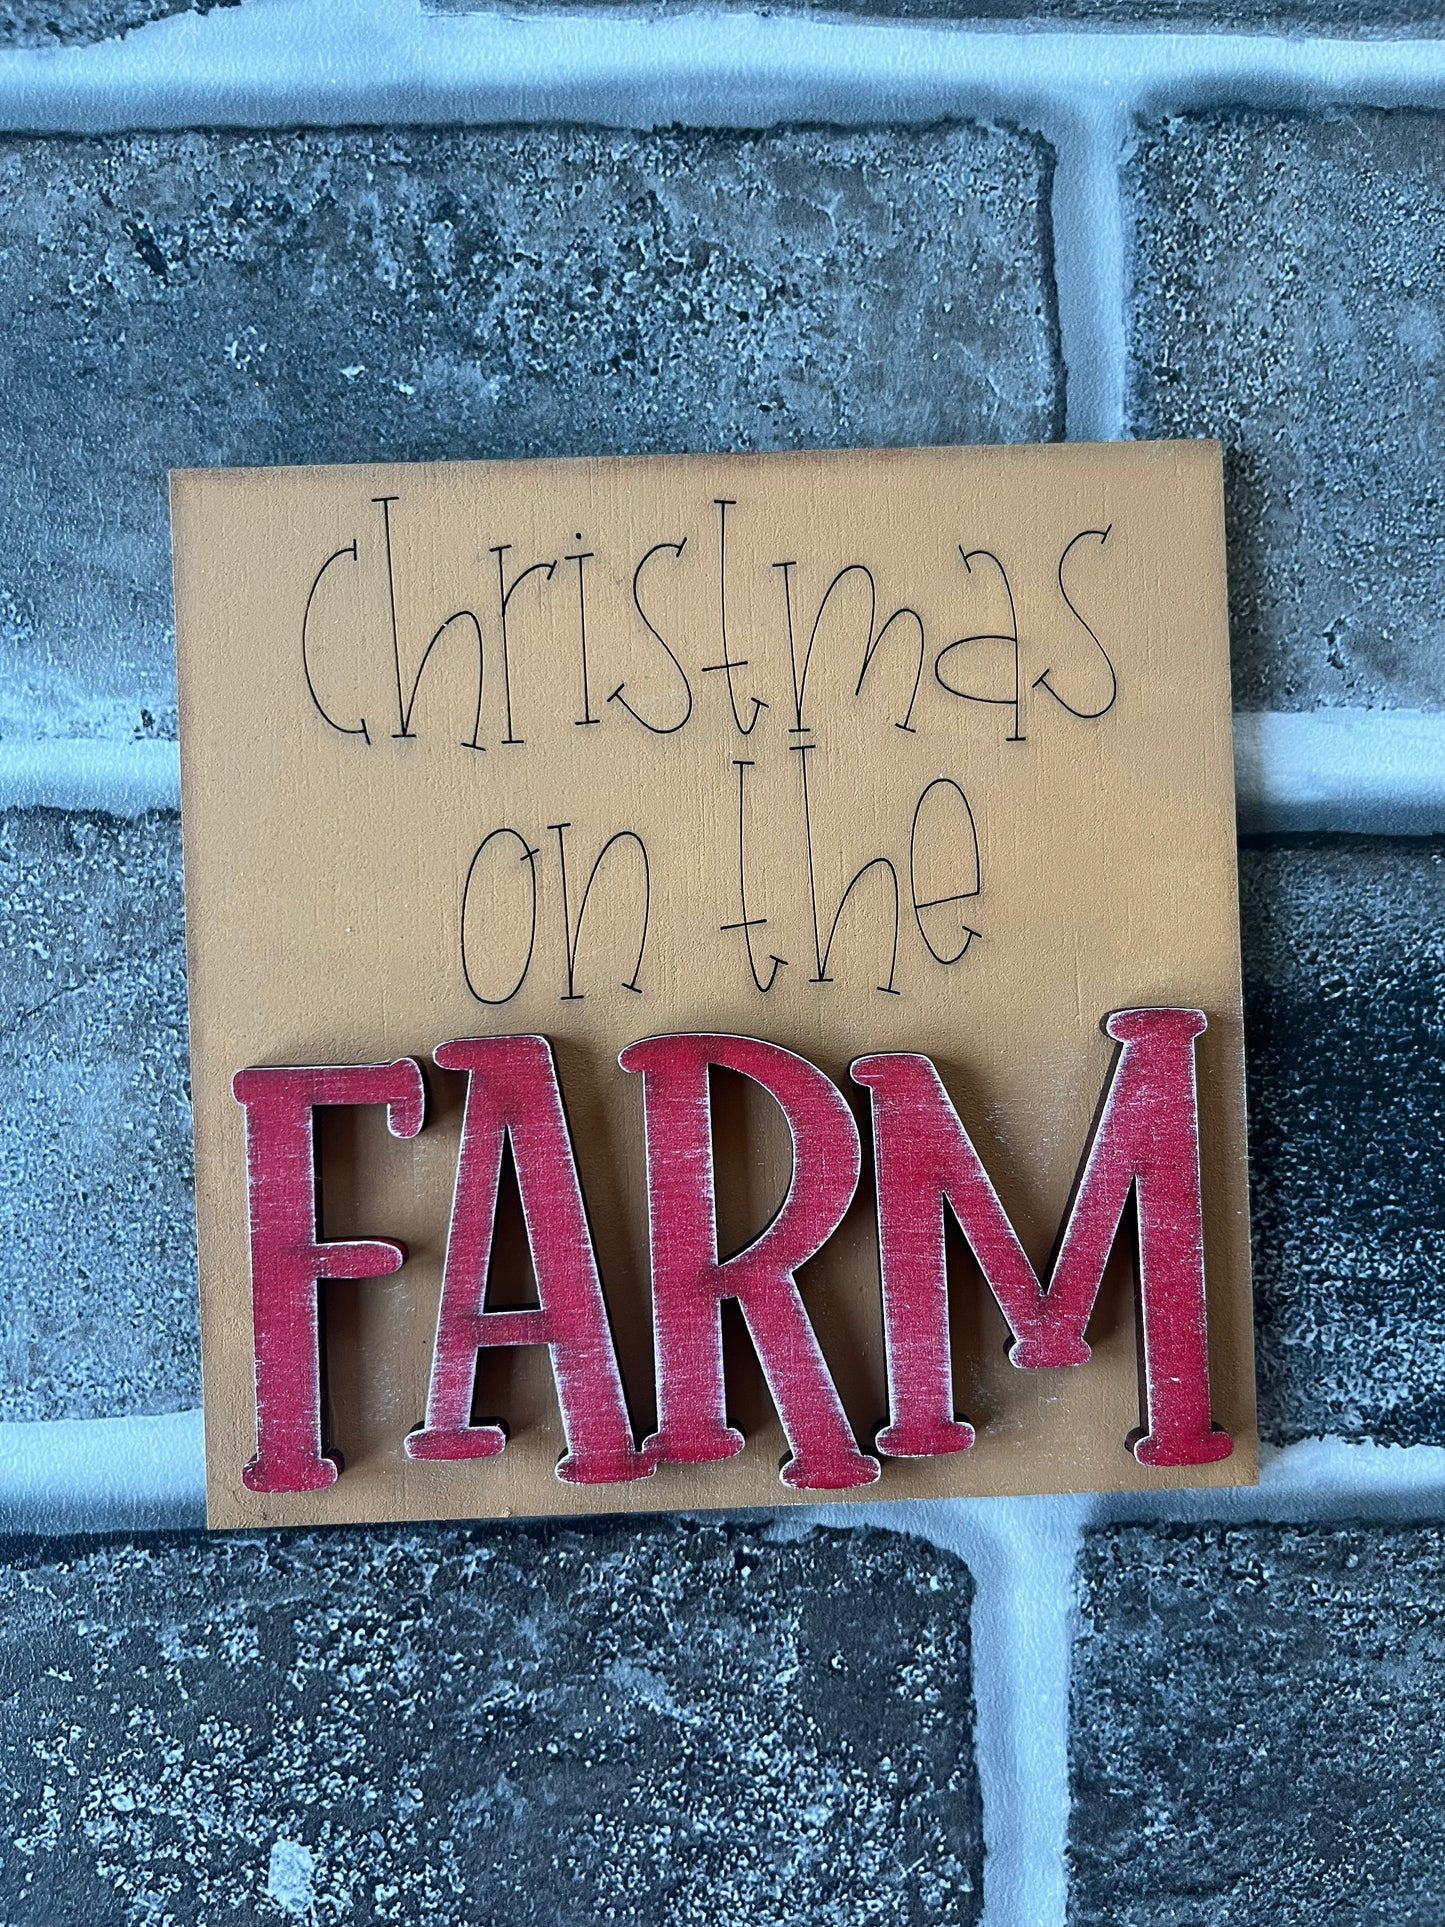 christmas
on the
FARM